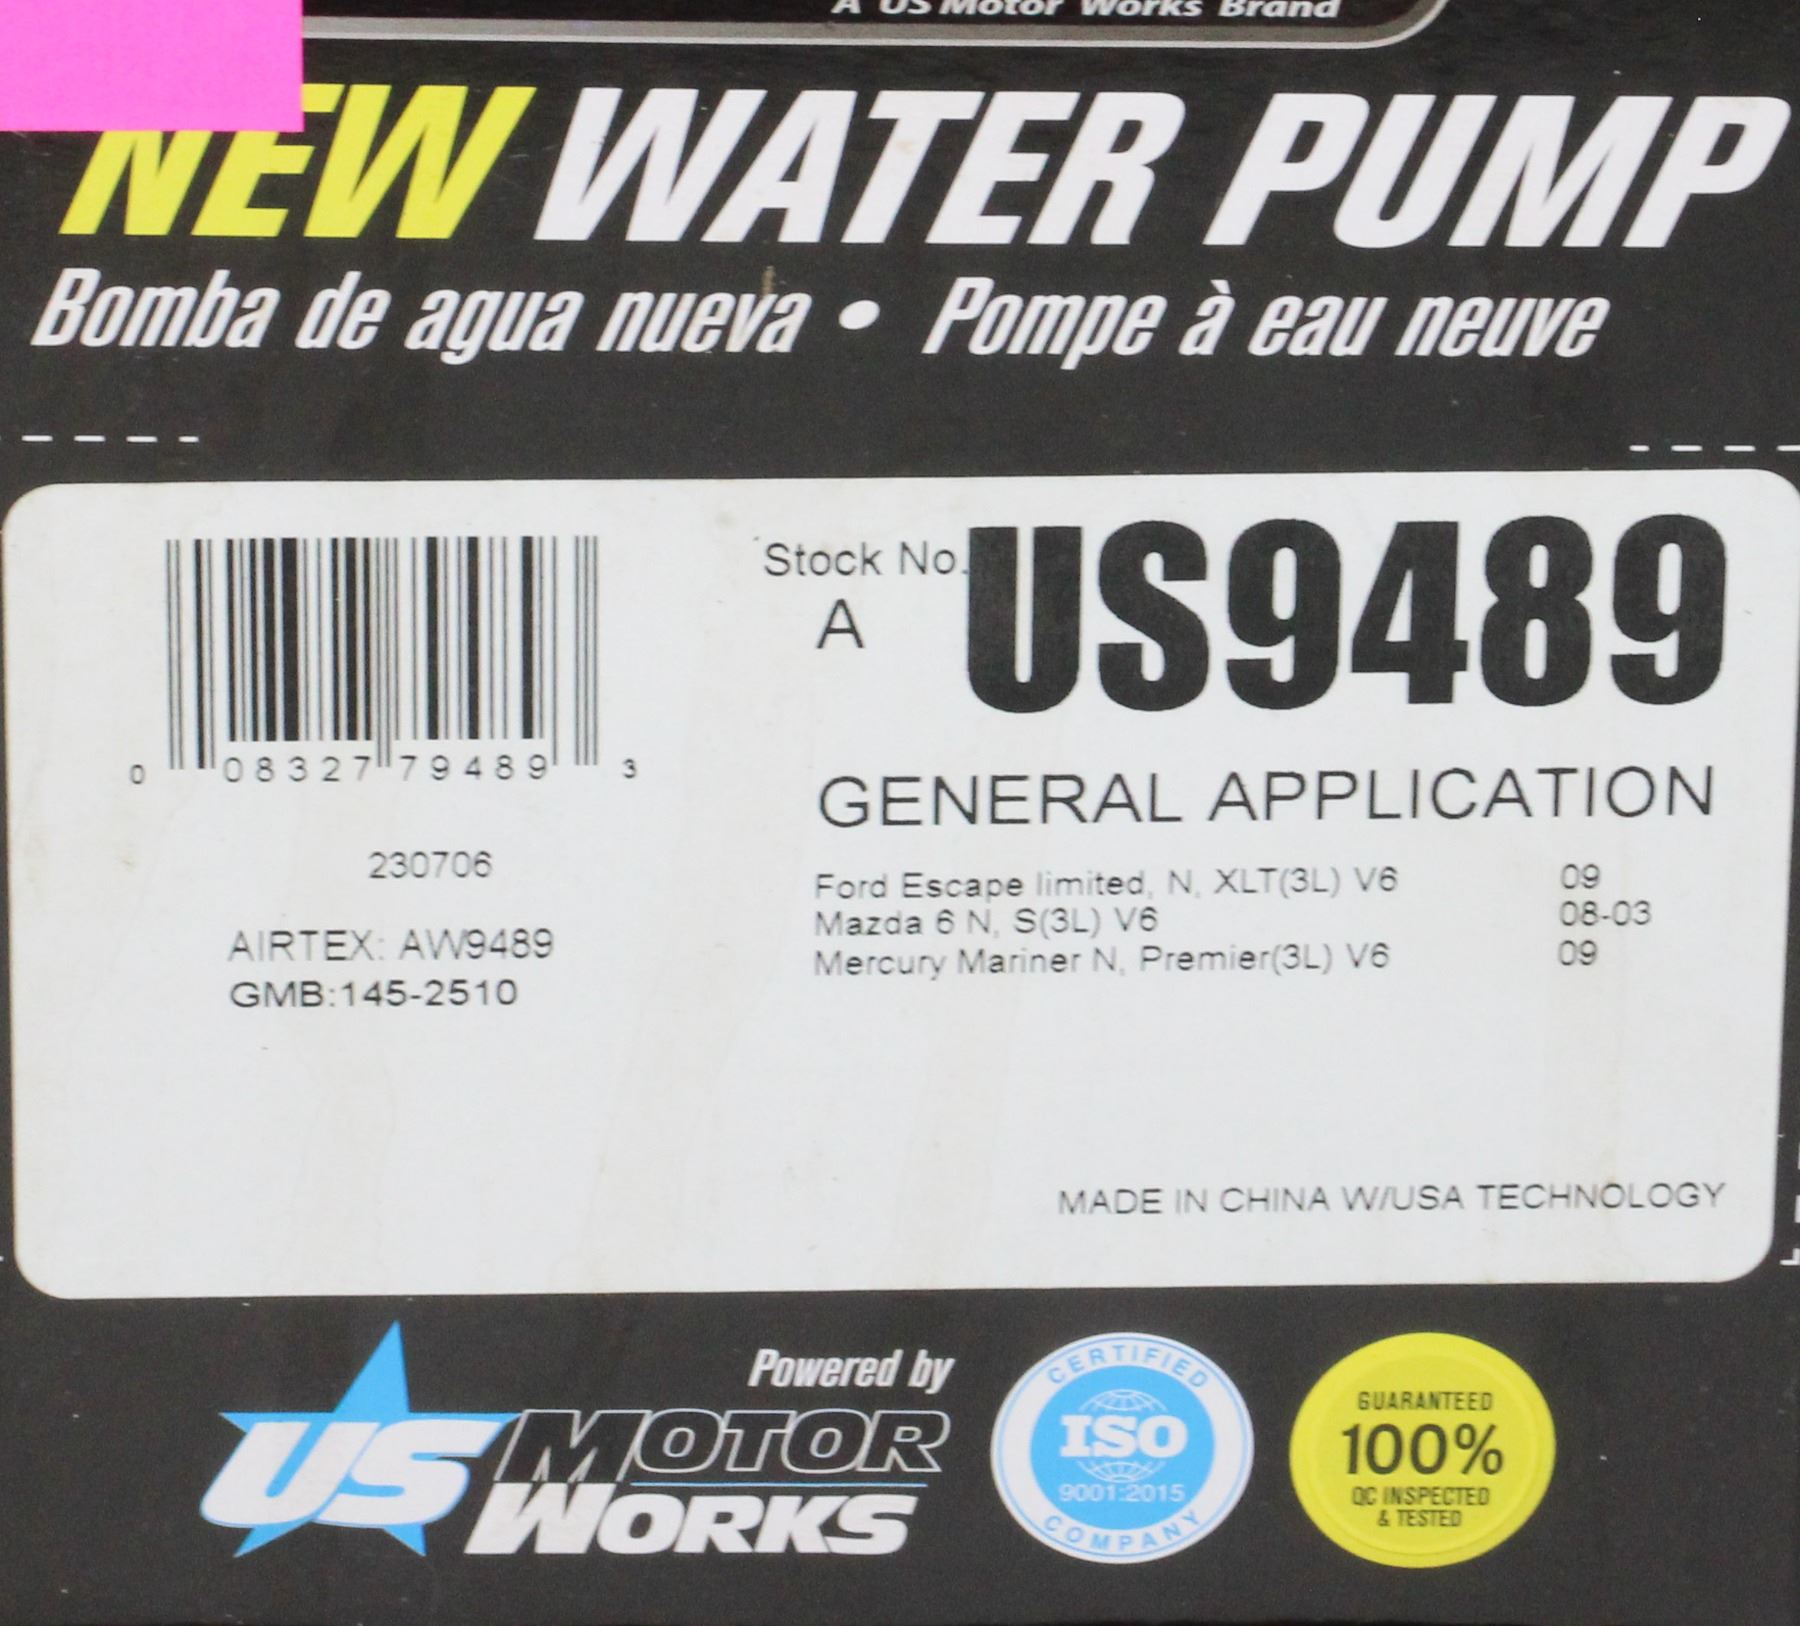 A US Motor Works Brand
NEW WATER PUMP
Bomba de agua nueva • Pompe à eau neuve
Stock No. US9489
A
0 08327 79489 3
GENERAL APPLICATION
230706
Ford Escape limited, N, XLT(3L) V6 09
Mazda 6 N, S(3L) V6 08-03
Mercury Mariner N, Premier(3L) V6 09
AIRTEX: AW9489
GMB:145-2510
MADE IN CHINA W/USA TECHNOLOGY
Powered by
US MOTOR
WORKS
CERTIFIED
ISO
9001:2015
COMPANY
GUARANTEED
100%
QC INSPECTED
& TESTED